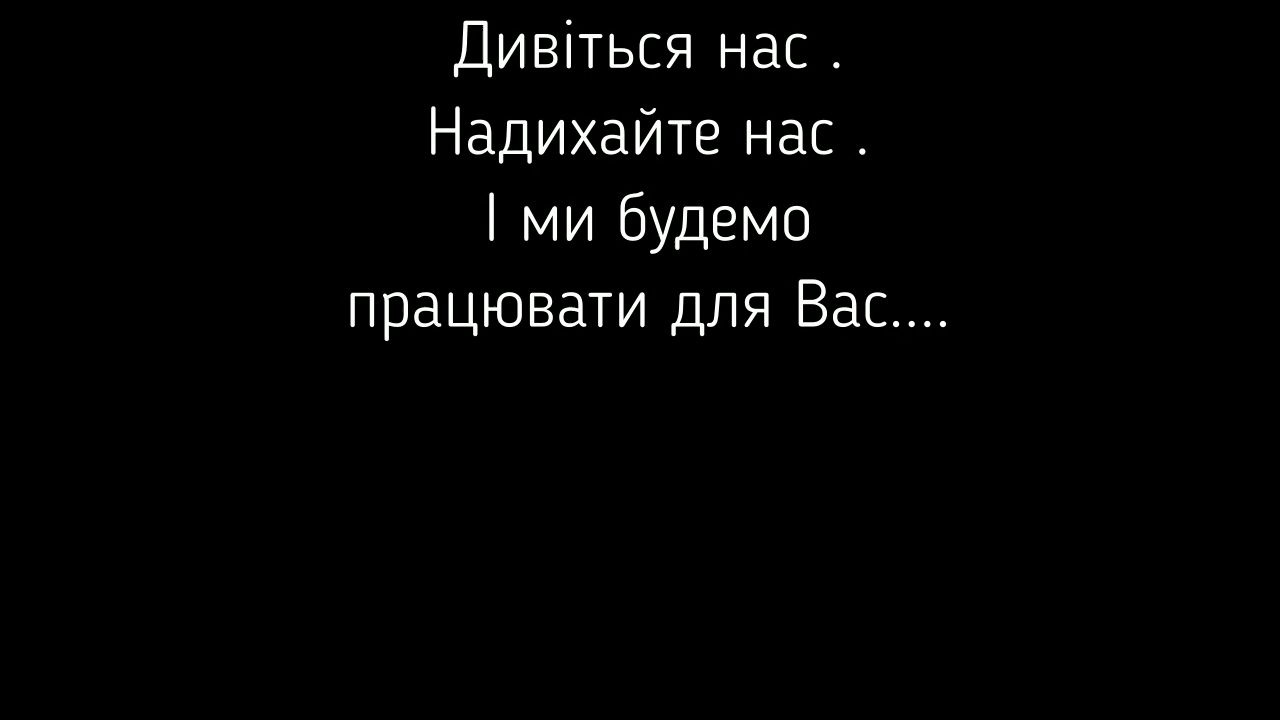 Дивіться нас .
Надихайте нас .
І ми будемо
працювати для Вас....